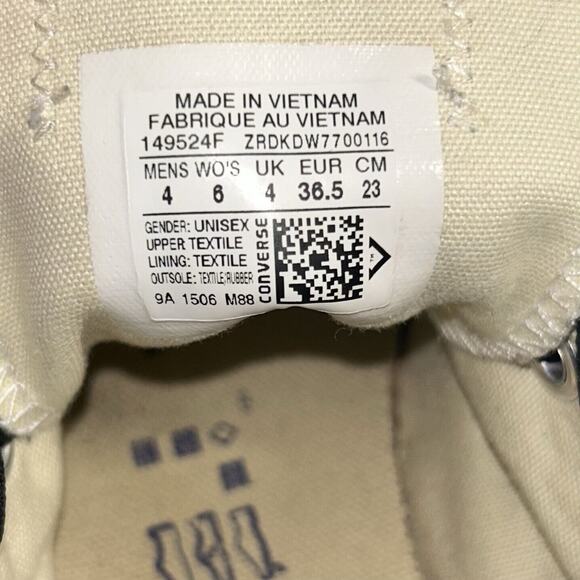 MADE IN VIETNAM
FABRIQUE AU VIETNAM
149524F ZRDKDW7700116
MENS WO'S UK EUR CM
4 6 4 36.5 23
GENDER: UNISEX
UPPER TEXTILE
LINING: TEXTILE
OUTSOLE: TEXTILE/RUBBER
9A 1506 M88
CONVERSE